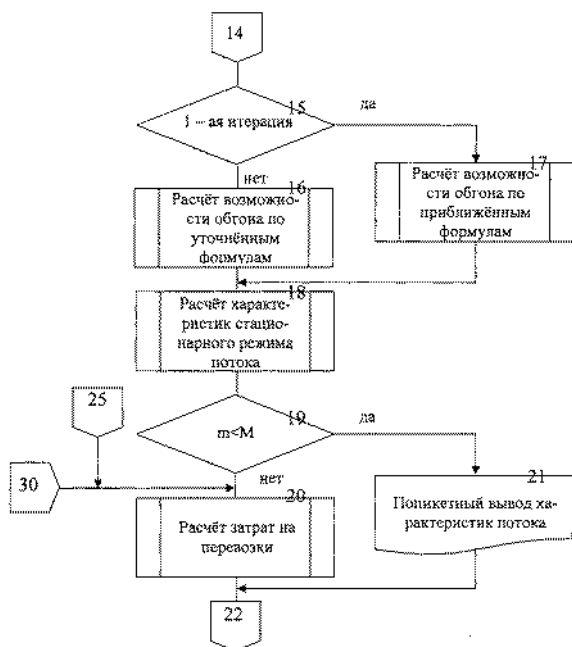 14
15
1 – ая итерация
да
нет
16
Расчёт возможно-
сти обгона по
уточнённым
формулам
17
Расчёт возможно-
сти обгона по
приближённым
формулам
18
Расчёт характе-
ристик стацио-
нарного режима
потока
25
19
m<M
да
нет
30
20
Расчёт затрат на
перевозки
21
Попикетный вывод ха-
рактеристик потока
22